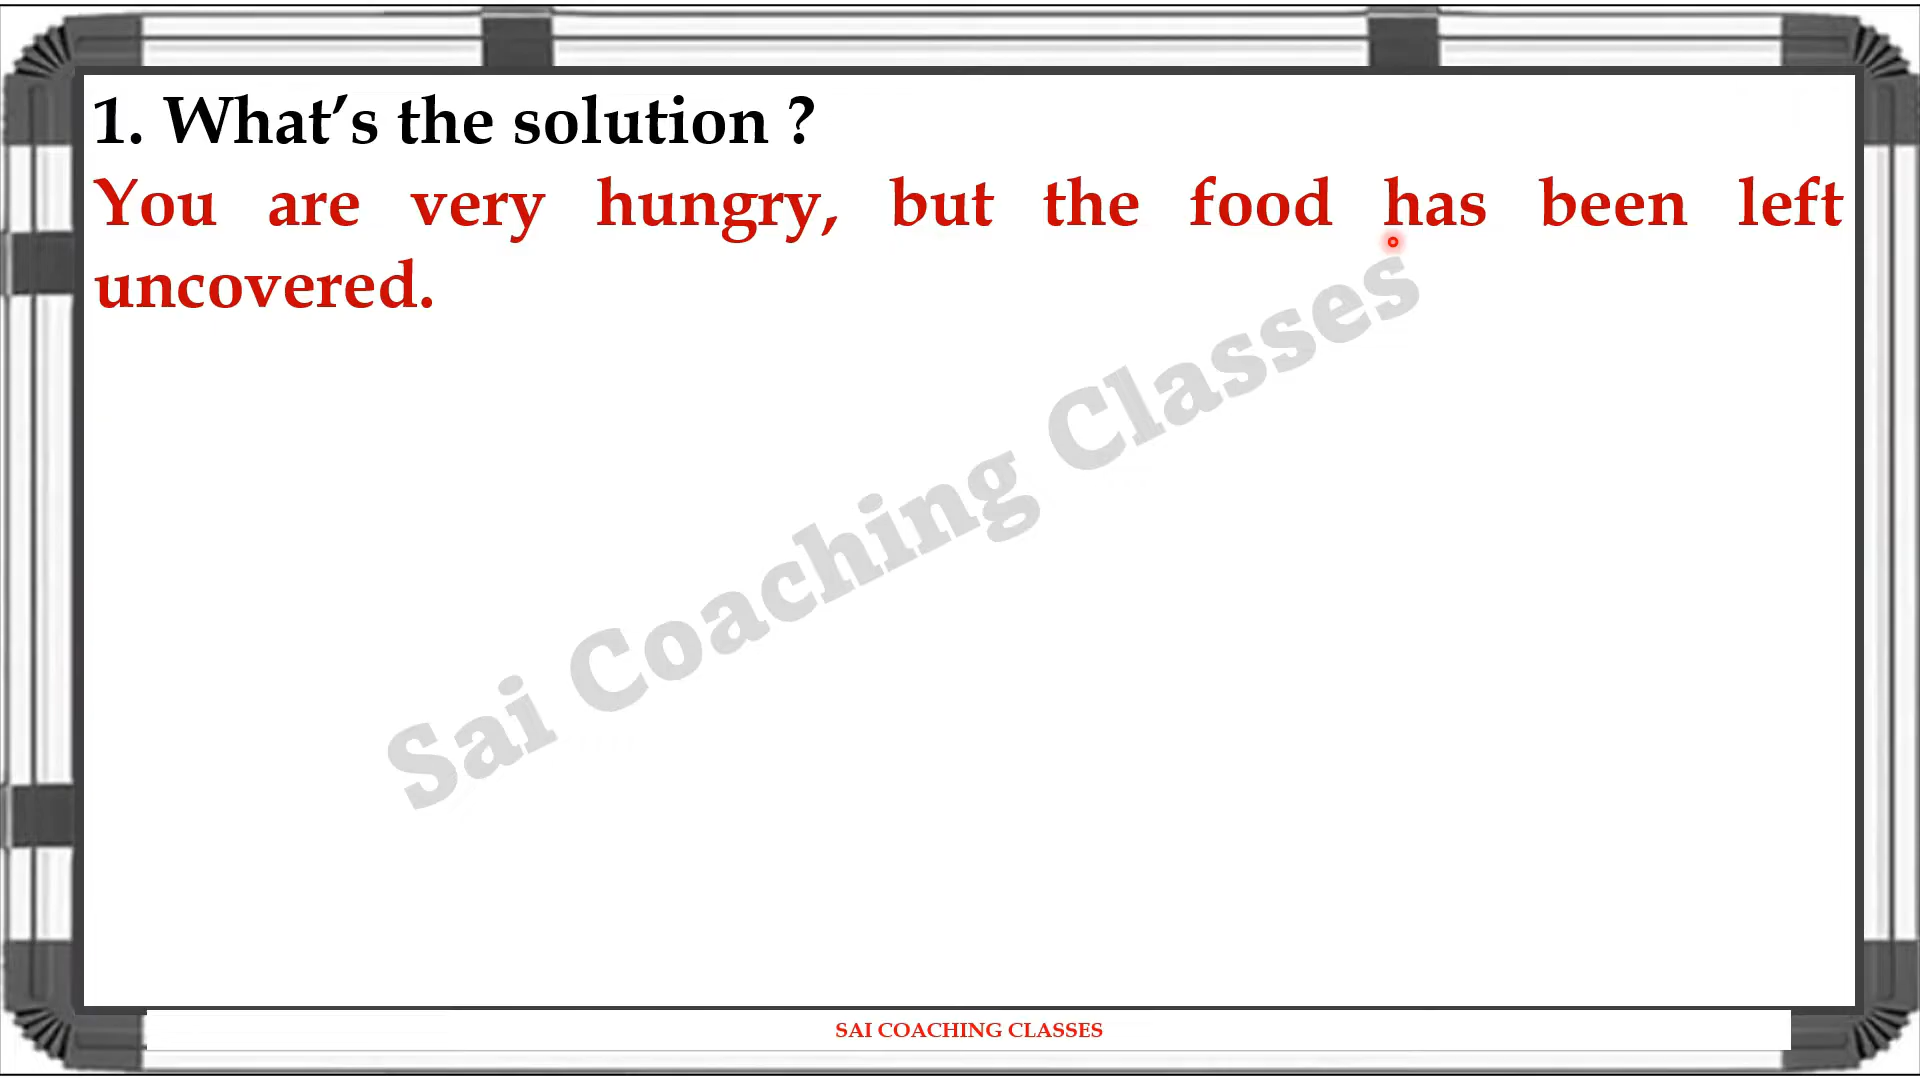 1. What’s the solution ?
You are very hungry, but the food has been left
uncovered.
Sai Coaching Classes
SAI COACHING CLASSES